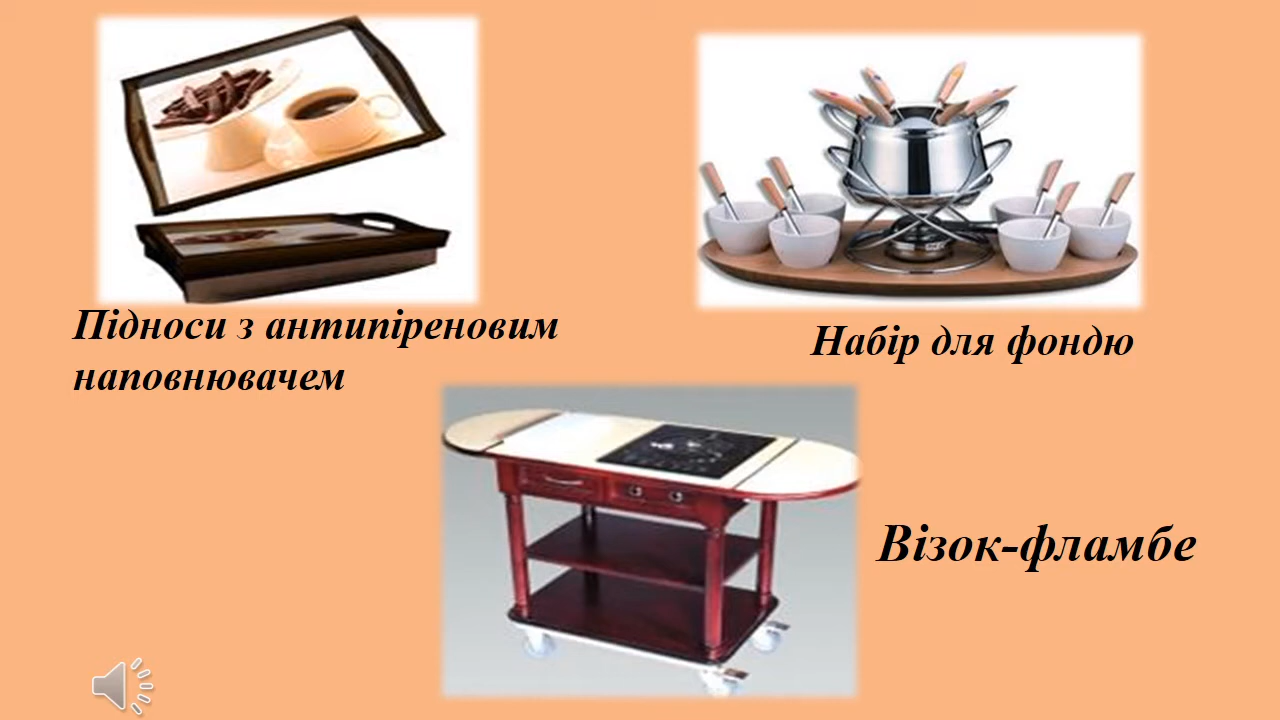 Підноси з антипіреновим
наповнювачем
Набір для фондю
Візок-фламбе